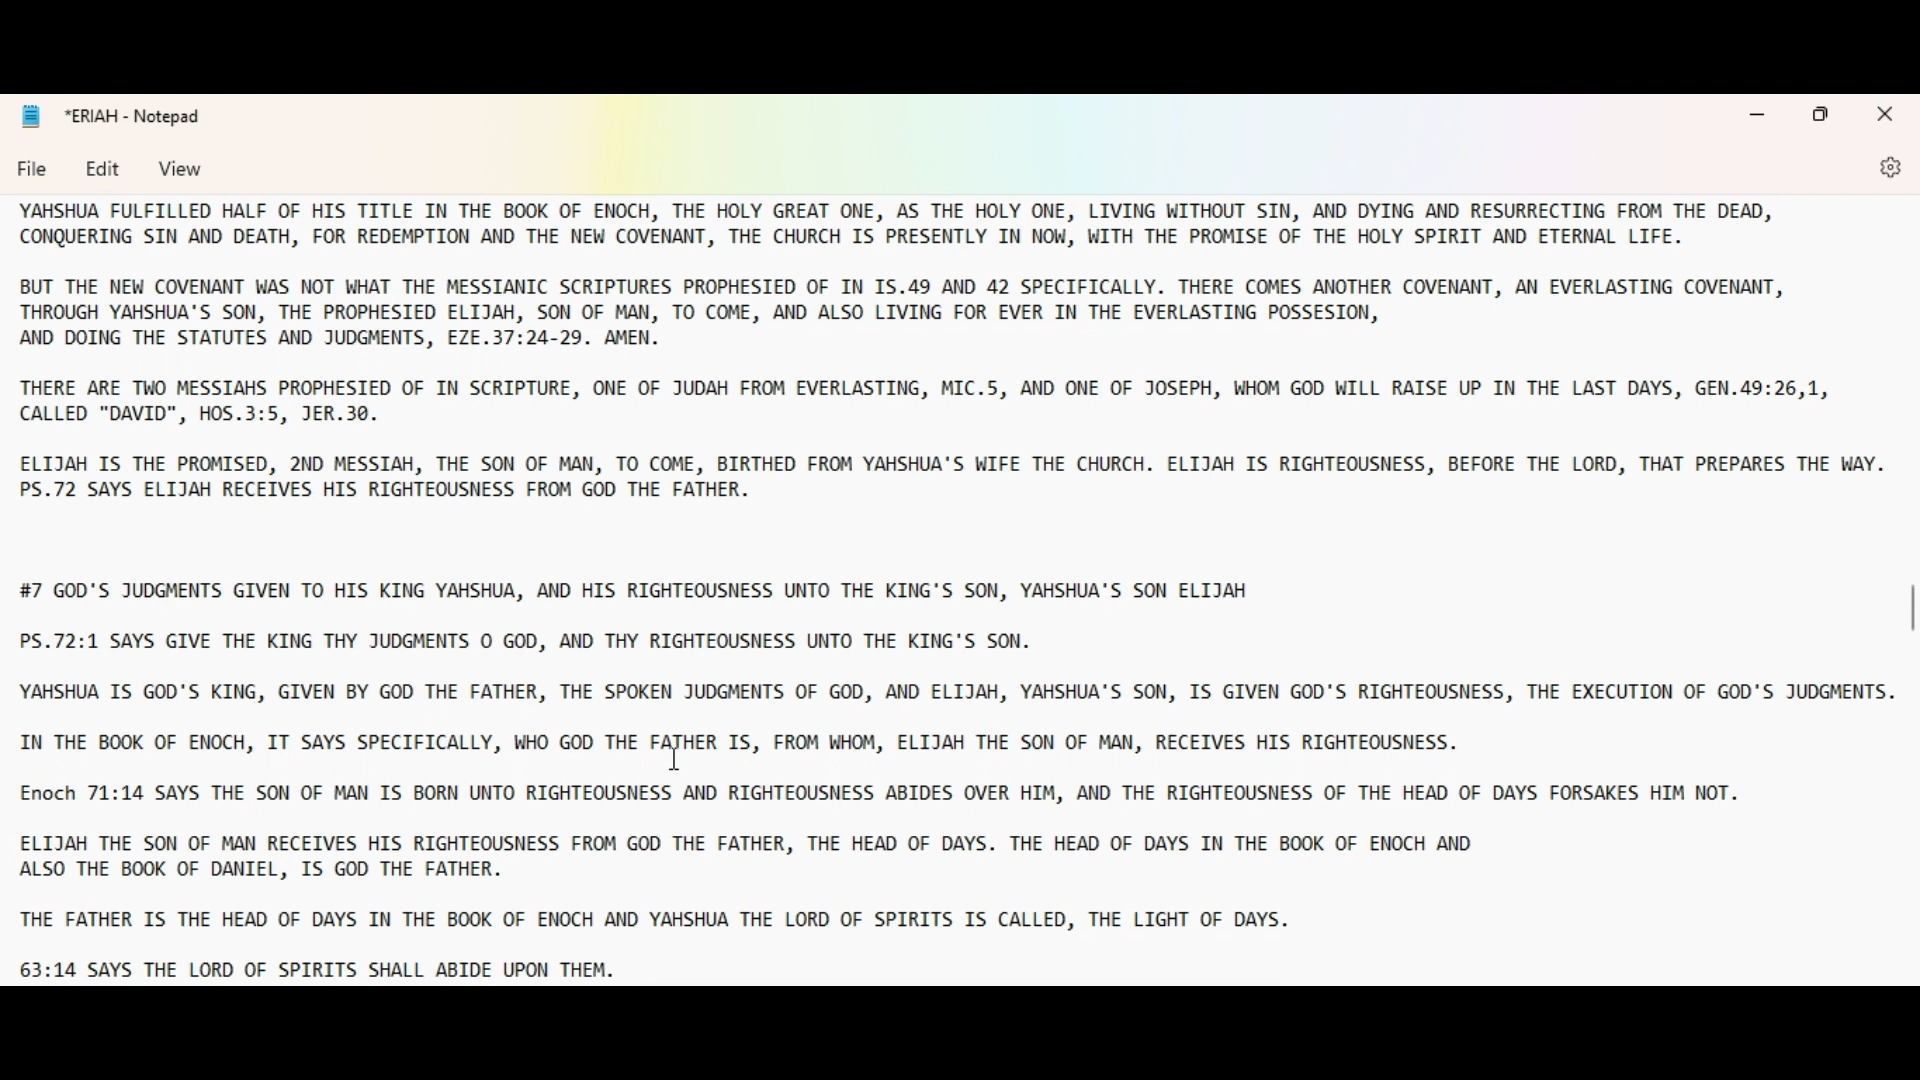 *ERIAH - Notepad
File Edit View
YAHSHUA FULFILLED HALF OF HIS TITLE IN THE BOOK OF ENOCH, THE HOLY GREAT ONE, AS THE HOLY ONE, LIVING WITHOUT SIN, AND DYING AND RESURRECTING FROM THE DEAD,
CONQUERING SIN AND DEATH, FOR REDEMPTION AND THE NEW COVENANT, THE CHURCH IS PRESENTLY IN NOW, WITH THE PROMISE OF THE HOLY SPIRIT AND ETERNAL LIFE.
BUT THE NEW COVENANT WAS NOT WHAT THE MESSIANIC SCRIPTURES PROPHESIED OF IN IS.49 AND 42 SPECIFICALLY. THERE COMES ANOTHER COVENANT, AN EVERLASTING COVENANT,
THROUGH YAHSHUA'S SON, THE PROPHESIED ELIJAH, SON OF MAN, TO COME, AND ALSO LIVING FOR EVER IN THE EVERLASTING POSSESION,
AND DOING THE STATUTES AND JUDGMENTS, EZE.37:24-29. AMEN.
THERE ARE TWO MESSIAHS PROPHESIED OF IN SCRIPTURE, ONE OF JUDAH FROM EVERLASTING, MIC.5, AND ONE OF JOSEPH, WHOM GOD WILL RAISE UP IN THE LAST DAYS, GEN.49:26,1,
CALLED "DAVID", HOS.3:5, JER.30.
ELIJAH IS THE PROMISED, 2ND MESSIAH, THE SON OF MAN, TO COME, BIRTHED FROM YAHSHUA'S WIFE THE CHURCH. ELIJAH IS RIGHTEOUSNESS, BEFORE THE LORD, THAT PREPARES THE WAY.
PS.72 SAYS ELIJAH RECEIVES HIS RIGHTEOUSNESS FROM GOD THE FATHER.
#7 GOD'S JUDGMENTS GIVEN TO HIS KING YAHSHUA, AND HIS RIGHTEOUSNESS UNTO THE KING'S SON, YAHSHUA'S SON ELIJAH
PS.72:1 SAYS GIVE THE KING THY JUDGMENTS O GOD, AND THY RIGHTEOUSNESS UNTO THE KING'S SON.
YAHSHUA IS GOD'S KING, GIVEN BY GOD THE FATHER, THE SPOKEN JUDGMENTS OF GOD, AND ELIJAH, YAHSHUA'S SON, IS GIVEN GOD'S RIGHTEOUSNESS, THE EXECUTION OF GOD'S JUDGMENTS.
IN THE BOOK OF ENOCH, IT SAYS SPECIFICALLY, WHO GOD THE FATHER IS, FROM WHOM, ELIJAH THE SON OF MAN, RECEIVES HIS RIGHTEOUSNESS.
Enoch 71:14 SAYS THE SON OF MAN IS BORN UNTO RIGHTEOUSNESS AND RIGHTEOUSNESS ABIDES OVER HIM, AND THE RIGHTEOUSNESS OF THE HEAD OF DAYS FORSAKES HIM NOT.
ELIJAH THE SON OF MAN RECEIVES HIS RIGHTEOUSNESS FROM GOD THE FATHER, THE HEAD OF DAYS. THE HEAD OF DAYS IN THE BOOK OF ENOCH AND
ALSO THE BOOK OF DANIEL, IS GOD THE FATHER.
THE FATHER IS THE HEAD OF DAYS IN THE BOOK OF ENOCH AND YAHSHUA THE LORD OF SPIRITS IS CALLED, THE LIGHT OF DAYS.
63:14 SAYS THE LORD OF SPIRITS SHALL ABIDE UPON THEM.